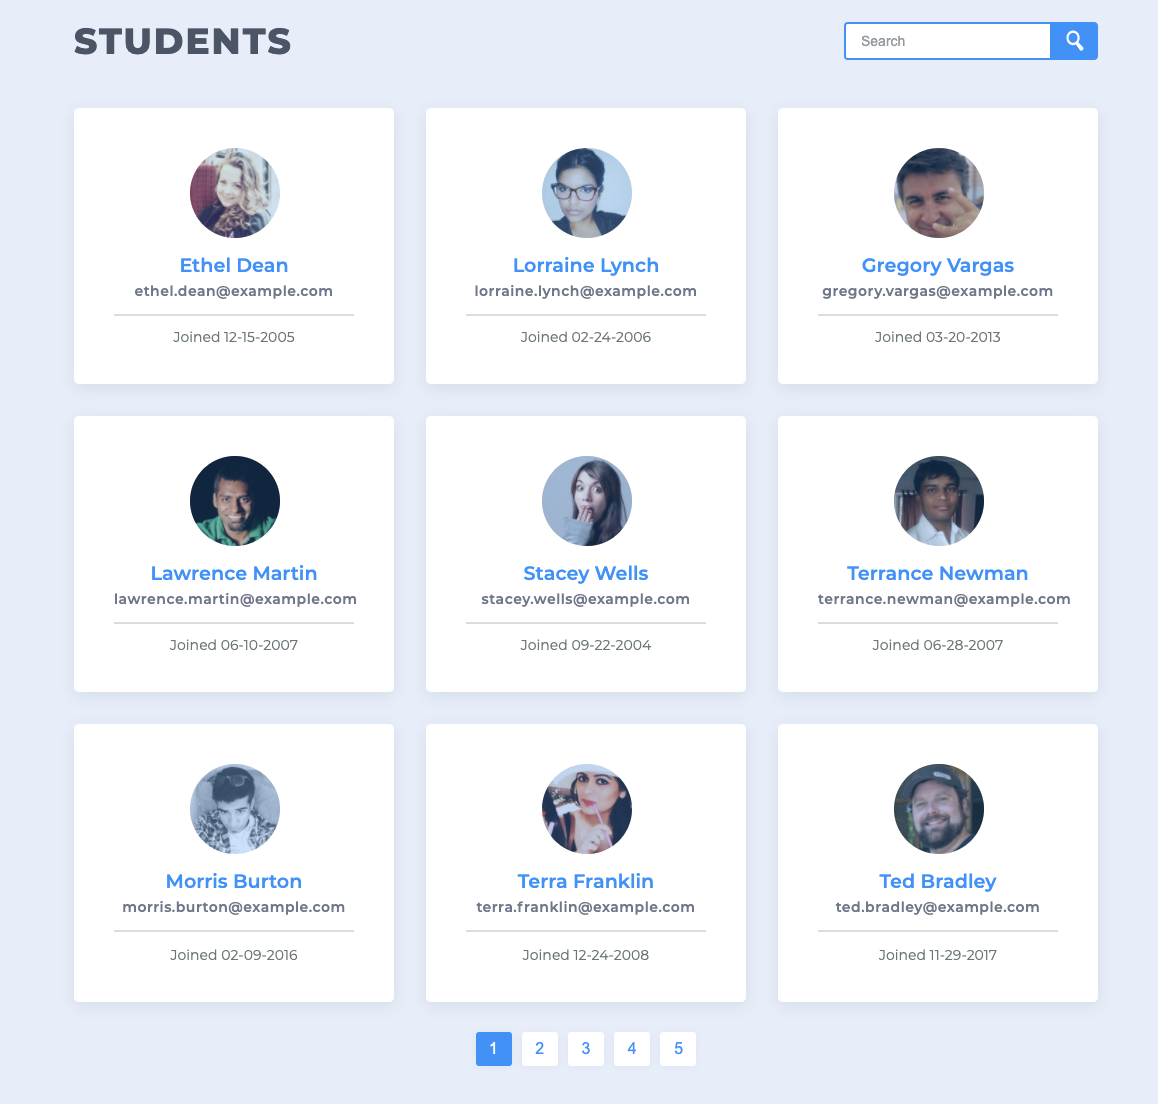 STUDENTS
Search
Ethel Dean
ethel.dean@example.com
Joined 12-15-2005
Lorraine Lynch
lorraine.lynch@example.com
Joined 02-24-2006
Gregory Vargas
gregory.vargas@example.com
Joined 03-20-2013
Lawrence Martin
lawrence.martin@example.com
Joined 06-10-2007
Stacey Wells
stacey.wells@example.com
Joined 09-22-2004
Terrance Newman
terrance.newman@example.com
Joined 06-28-2007
Morris Burton
morris.burton@example.com
Joined 02-09-2016
Terra Franklin
terra.franklin@example.com
Joined 12-24-2008
Ted Bradley
ted.bradley@example.com
Joined 11-29-2017
1 2 3 4 5